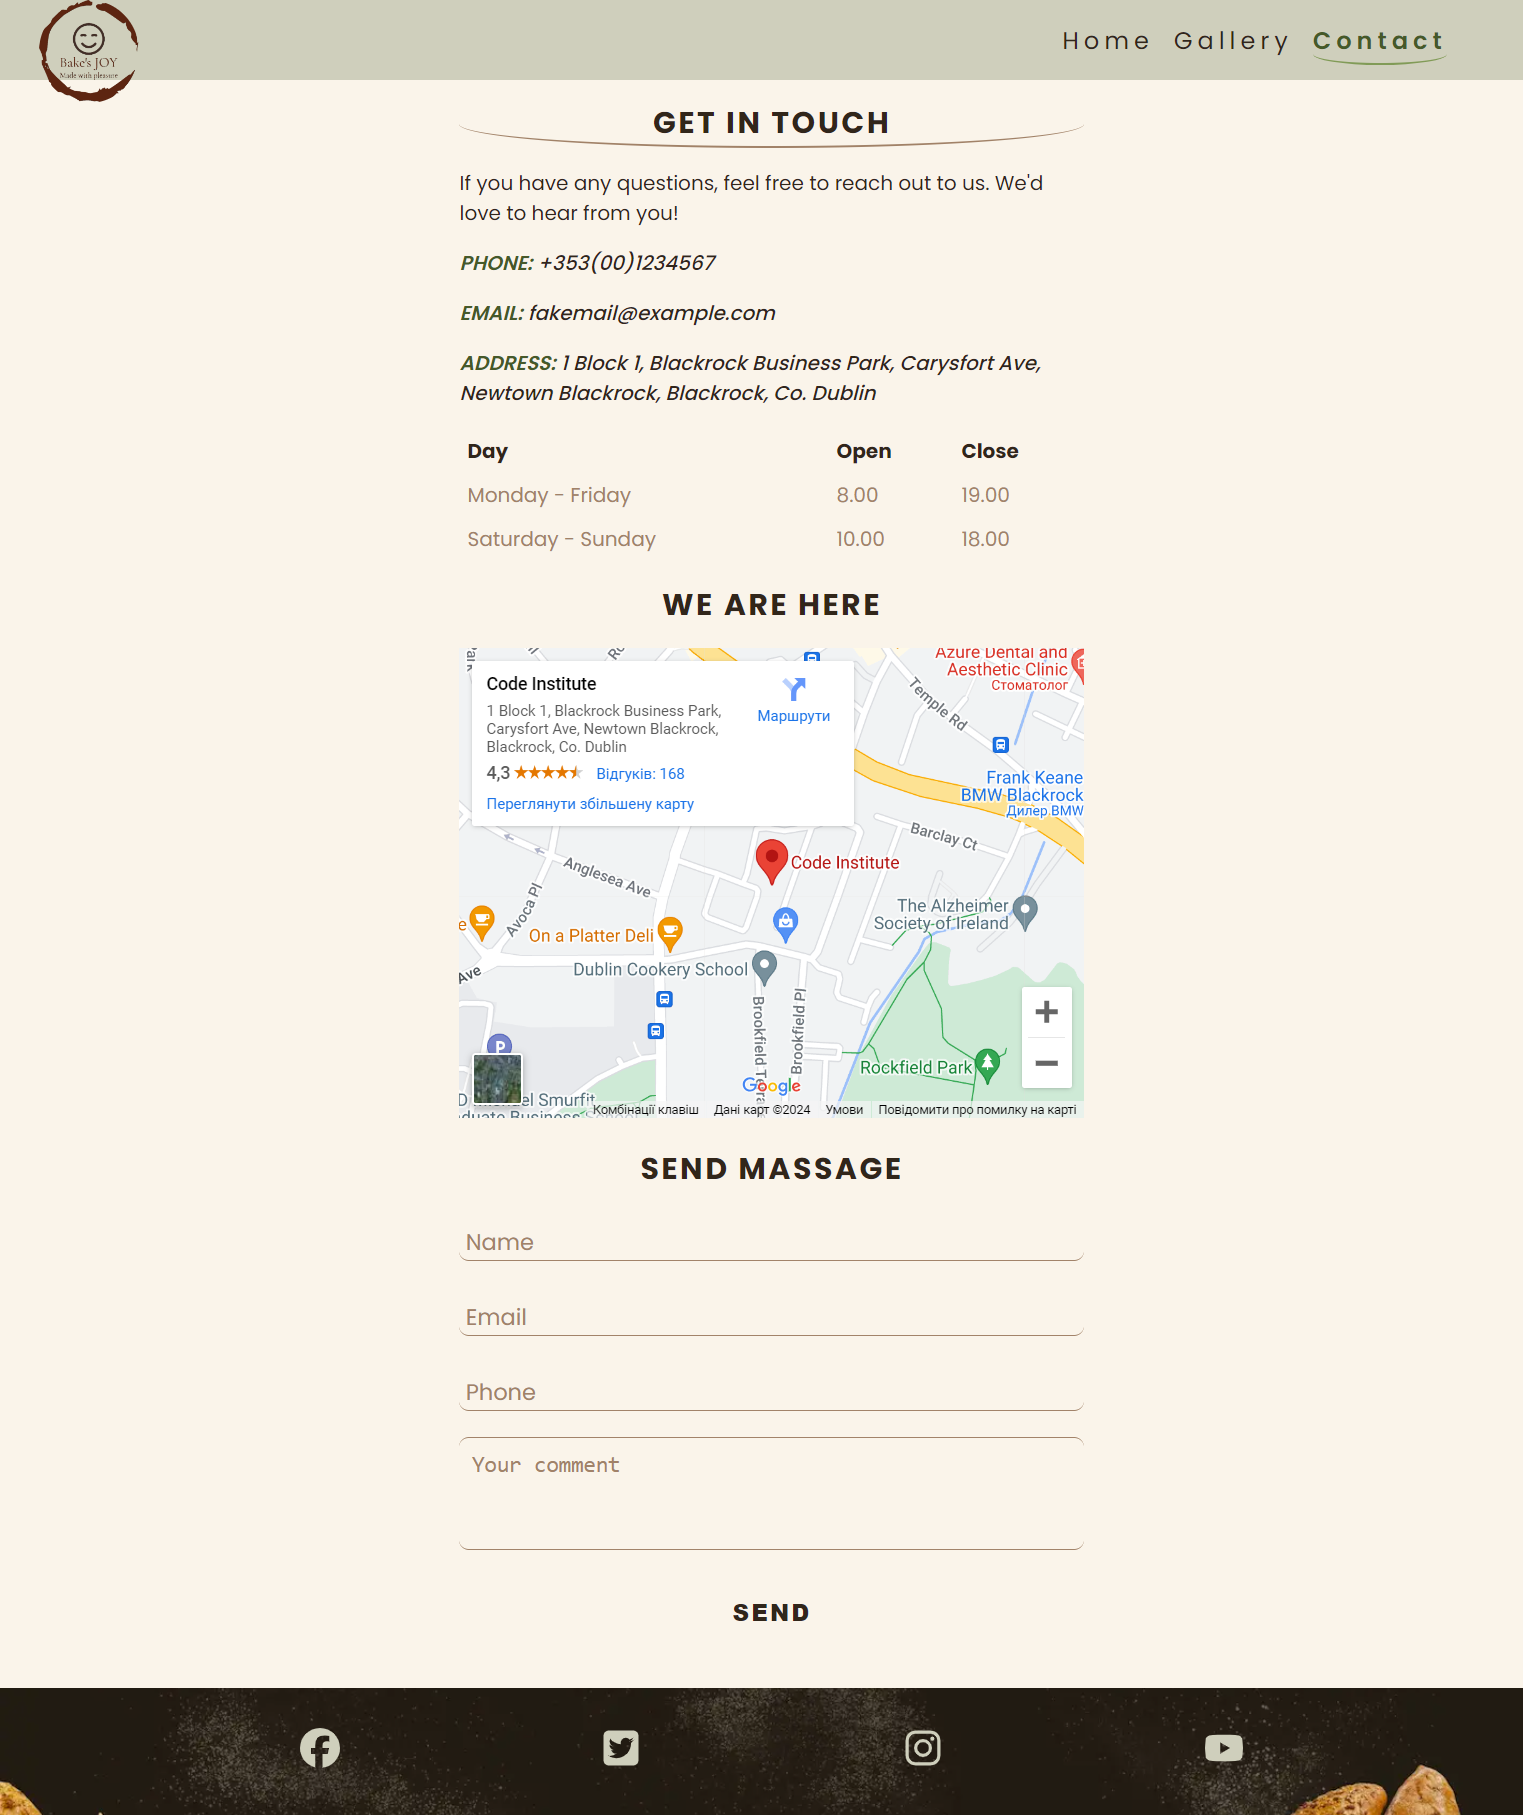 Bake's JOY
Made with pleasure
Home Gallery Contact
GET IN TOUCH
If you have any questions, feel free to reach out to us. We'd
love to hear from you!
PHONE: +353(00)1234567
EMAIL: fakemail@example.com
ADDRESS: 1 Block 1, Blackrock Business Park, Carysfort Ave,
Newtown Blackrock, Blackrock, Co. Dublin
Day Open Close
Monday - Friday 8.00 19.00
Saturday - Sunday 10.00 18.00
WE ARE HERE
Code Institute
1 Block 1, Blackrock Business Park,
Carysfort Ave, Newtown Blackrock,
Blackrock, Co. Dublin
4,3 Відгуків: 168
Переглянути збільшену карту
Маршрути
Azure Dental and
Aesthetic Clinic
Стоматолог
Temple Rd
Frank Keane
BMW Blackrock
Дилер BMW
Barclay Ct
Code Institute
Anglesea Ave
Avoca Pl
The Alzheimer
Society of Ireland
On a Platter Deli
Dublin Cookery School
Ave
Brookfield
Brookfield Pl
P
Rockfield Park
Google
Smurfit
Business
Комбінації клавіш Дані карт ©2024 Умови Повідомити про помилку на карті
SEND MASSAGE
Name
Email
Phone
Your comment
SEND